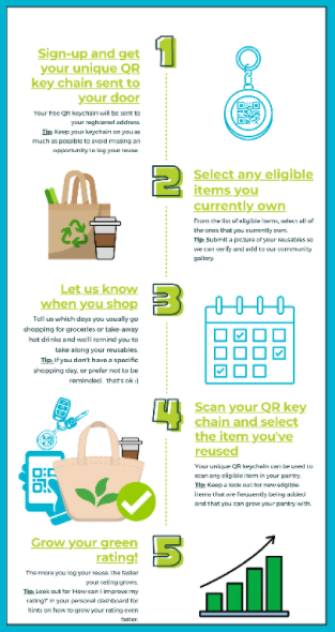 1
Sign-up and get
your unique QR
key chain sent to
your door
Your free QR keychain will be sent to
your registered address.
Tip: Keep your keychain on you as
much as possible to avoid missing an
opportunity to log your reuse.
2
Select any eligible
items you
currently own
From the list of eligible items, select all of
the ones that you currently own.
Tip: Submit a picture of your reusables so
we can verify and add to our community
gallery.
3
Let us know
when you shop
Tell us which days you usually go
shopping for groceries or take-away
hot drinks and we'll remind you to
take along your reusables.
Tip: If you don't have a specific
shopping day, or prefer not to be
reminded, that's ok :)
4
Scan your QR key
chain and select
the item you've
reused
Your unique QR keychain can be used to
scan any eligible item in your pantry.
Tip: Keep a look out for new eligible
items that are frequently being added
and that you can grow your pantry with.
5
Grow your green
rating!
The more you log your reuse, the faster
your rating grows.
Tip: Look out for 'How can I improve my
rating?' in your personal dashboard for
hints on how to grow your rating even
faster.